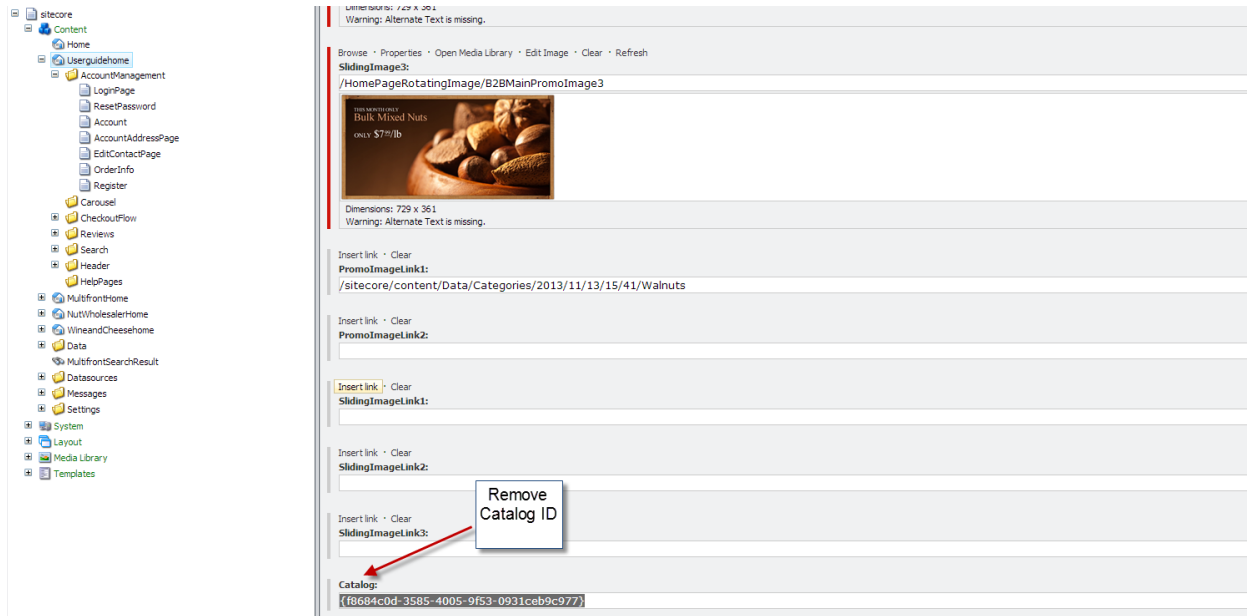 sitecore
Content
Home
Userguidehome
AccountManagement
LoginPage
ResetPassword
Account
AccountAddressPage
EditContactPage
OrderInfo
Register
Carousel
CheckoutFlow
Reviews
Search
Header
HelpPages
MultifrontHome
NutWholesalerHome
WineandCheesehome
Data
MultifrontSearchResult
Datasources
Messages
Settings
System
Layout
Media Library
Templates
Dimensions: 729 x 361
Warning: Alternate Text is missing.
Browse · Properties · Open Media Library · Edit Image · Clear · Refresh
SlidingImage3:
/HomePageRotatingImage/B2BMainPromoImage3
THIS MONTH ONLY
Bulk Mixed Nuts
ONLY $7.99/lb
Dimensions: 729 x 361
Warning: Alternate Text is missing.
Insert link · Clear
PromoImageLink1:
/sitecore/content/Data/Categories/2013/11/13/15/41/Walnuts
Insert link · Clear
PromoImageLink2:
Insert link · Clear
SlidingImageLink1:
Insert link · Clear
SlidingImageLink2:
Remove
Catalog ID
Insert link · Clear
SlidingImageLink3:
Catalog:
{f8684c0d-3585-4005-9f53-0931ceb9c977}